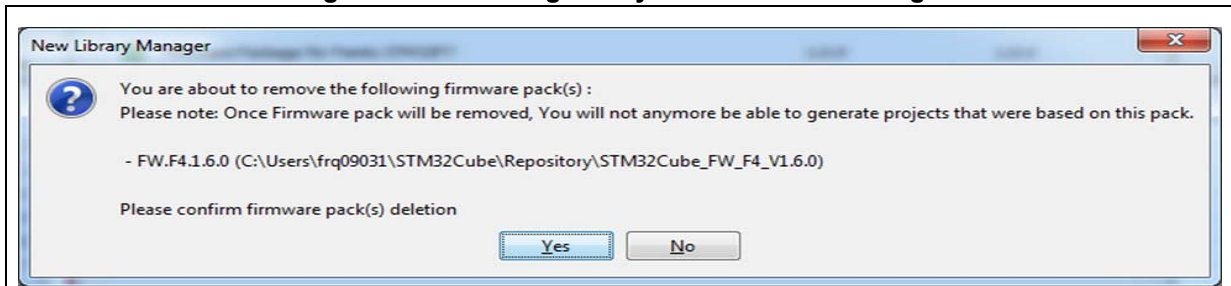 New Library Manager
You are about to remove the following firmware pack(s) :
Please note: Once Firmware pack will be removed, You will not anymore be able to generate projects that were based on this pack.
- FW.F4.1.6.0 (C:\Users\frq09031\STM32Cube\Repository\STM32Cube_FW_F4_V1.6.0)
Please confirm firmware pack(s) deletion
Yes No